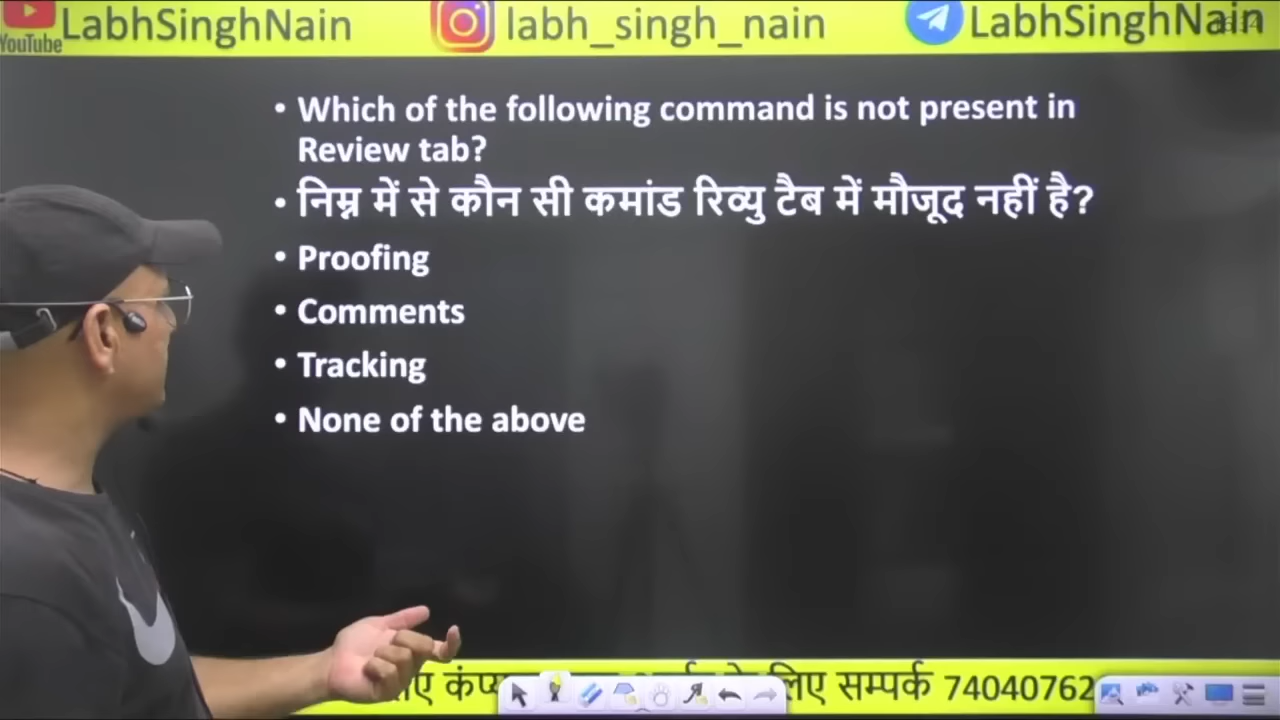 YouTube LabhSinghNain labh_singh_nain LabhSinghNain
• Which of the following command is not present in
Review tab?
• निम्न में से कौन सी कमांड रिव्यु टैब में मौजूद नहीं है?
• Proofing
• Comments
• Tracking
• None of the above
के लिए सम्पर्क 74040762